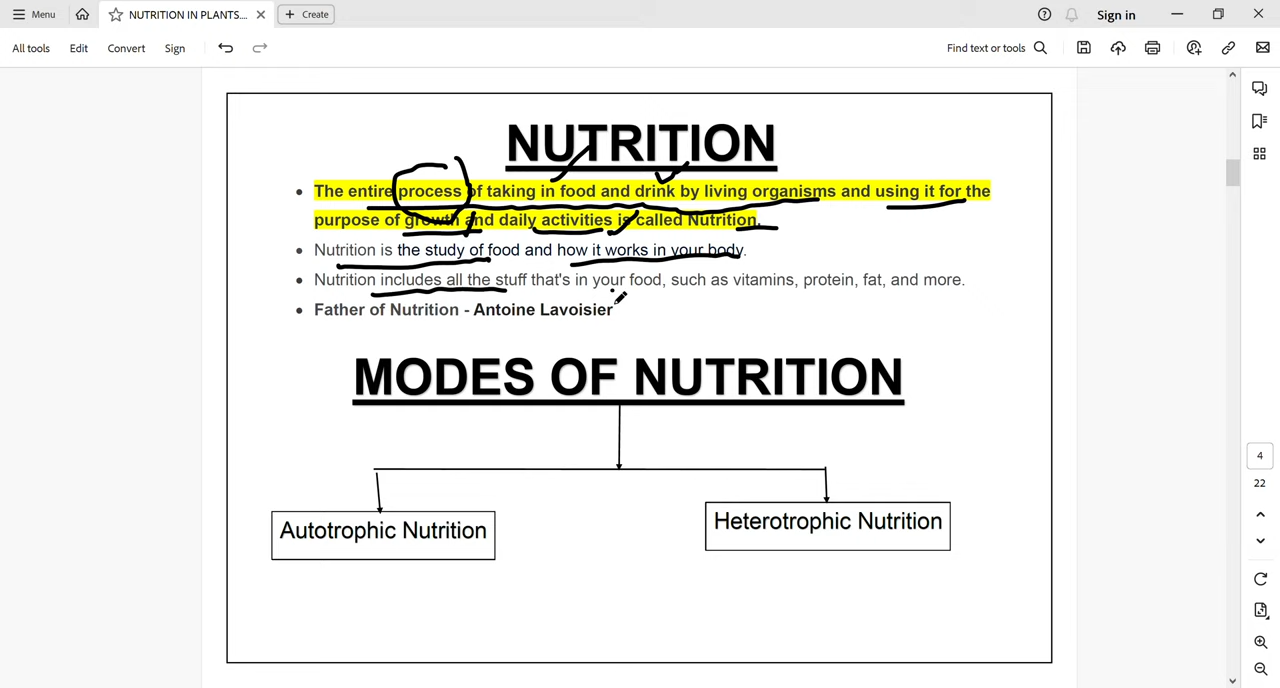 Menu
NUTRITION IN PLANTS....
Create
Sign in
All tools Edit Convert Sign
Find text or tools
NUTRITION
• The entire process of taking in food and drink by living organisms and using it for the
purpose of growth and daily activities is called Nutrition.
• Nutrition is the study of food and how it works in your body.
• Nutrition includes all the stuff that's in your food, such as vitamins, protein, fat, and more.
• Father of Nutrition - Antoine Lavoisier
MODES OF NUTRITION
Autotrophic Nutrition
Heterotrophic Nutrition
4
22